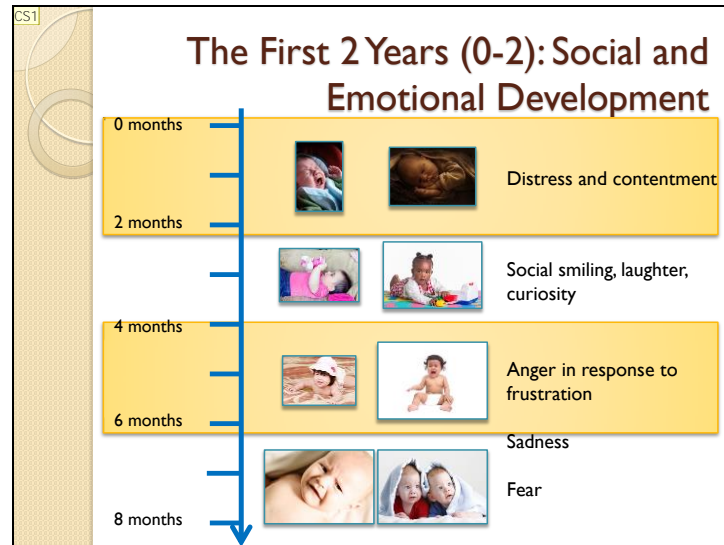 CS1
The First 2 Years (0-2): Social and
Emotional Development
0 months
Distress and contentment
2 months
Social smiling, laughter,
curiosity
4 months
Anger in response to
frustration
6 months
Sadness
Fear
8 months